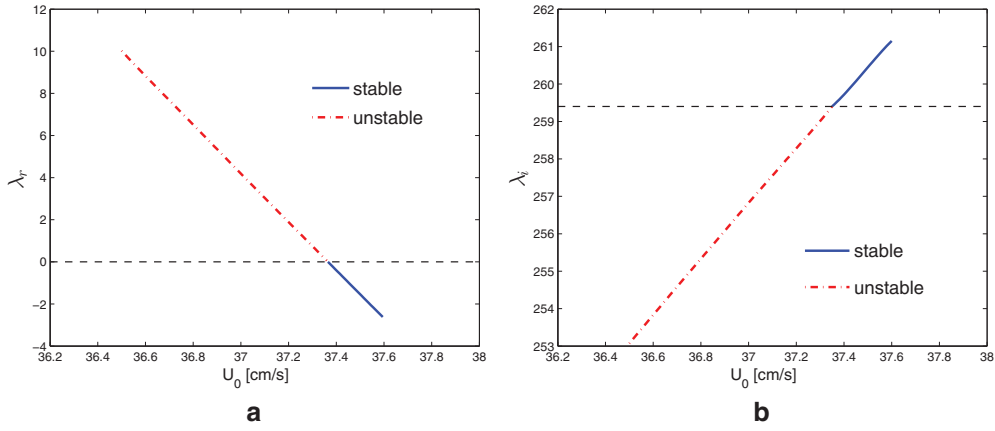 12
10
8
6
4
2
0
−2
−4
λr
36.2 36.4 36.6 36.8 37 37.2 37.4 37.6 37.8 38
U0 [cm/s]
stable
unstable
a
262
261
260
259
258
257
256
255
254
253
λi
36.2 36.4 36.6 36.8 37 37.2 37.4 37.6 37.8 38
U0 [cm/s]
stable
unstable
b